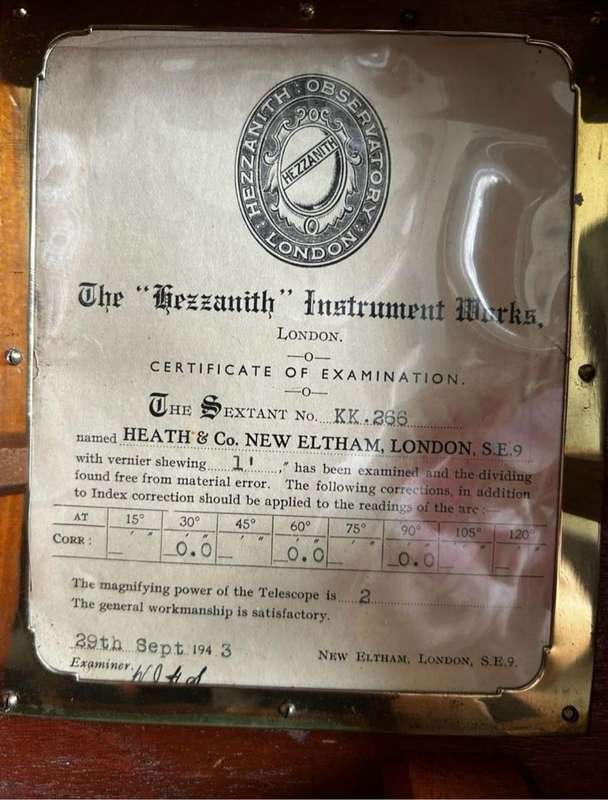 HEZZANITH OBSERVATORY
HEZZANITH
LONDON
The "Hezzanith" Instrument Works,
LONDON.
—o—
CERTIFICATE OF EXAMINATION.
—o—
THE SEXTANT No. KK.266
named HEATH & Co. NEW ELTHAM, LONDON, S.E.9
with vernier shewing 1' ," has been examined and the dividing
found free from material error. The following corrections, in addition
to Index correction should be applied to the readings of the arc :—
AT 15° 30° 45° 60° 75° 90° 105° 120°
CORR : — ' " 0.0 — ' " 0.0 — ' " 0.0 — ' " — ' "
The magnifying power of the Telescope is 2
The general workmanship is satisfactory.
29th Sept 1943
NEW ELTHAM, LONDON, S.E.9.
Examiner.